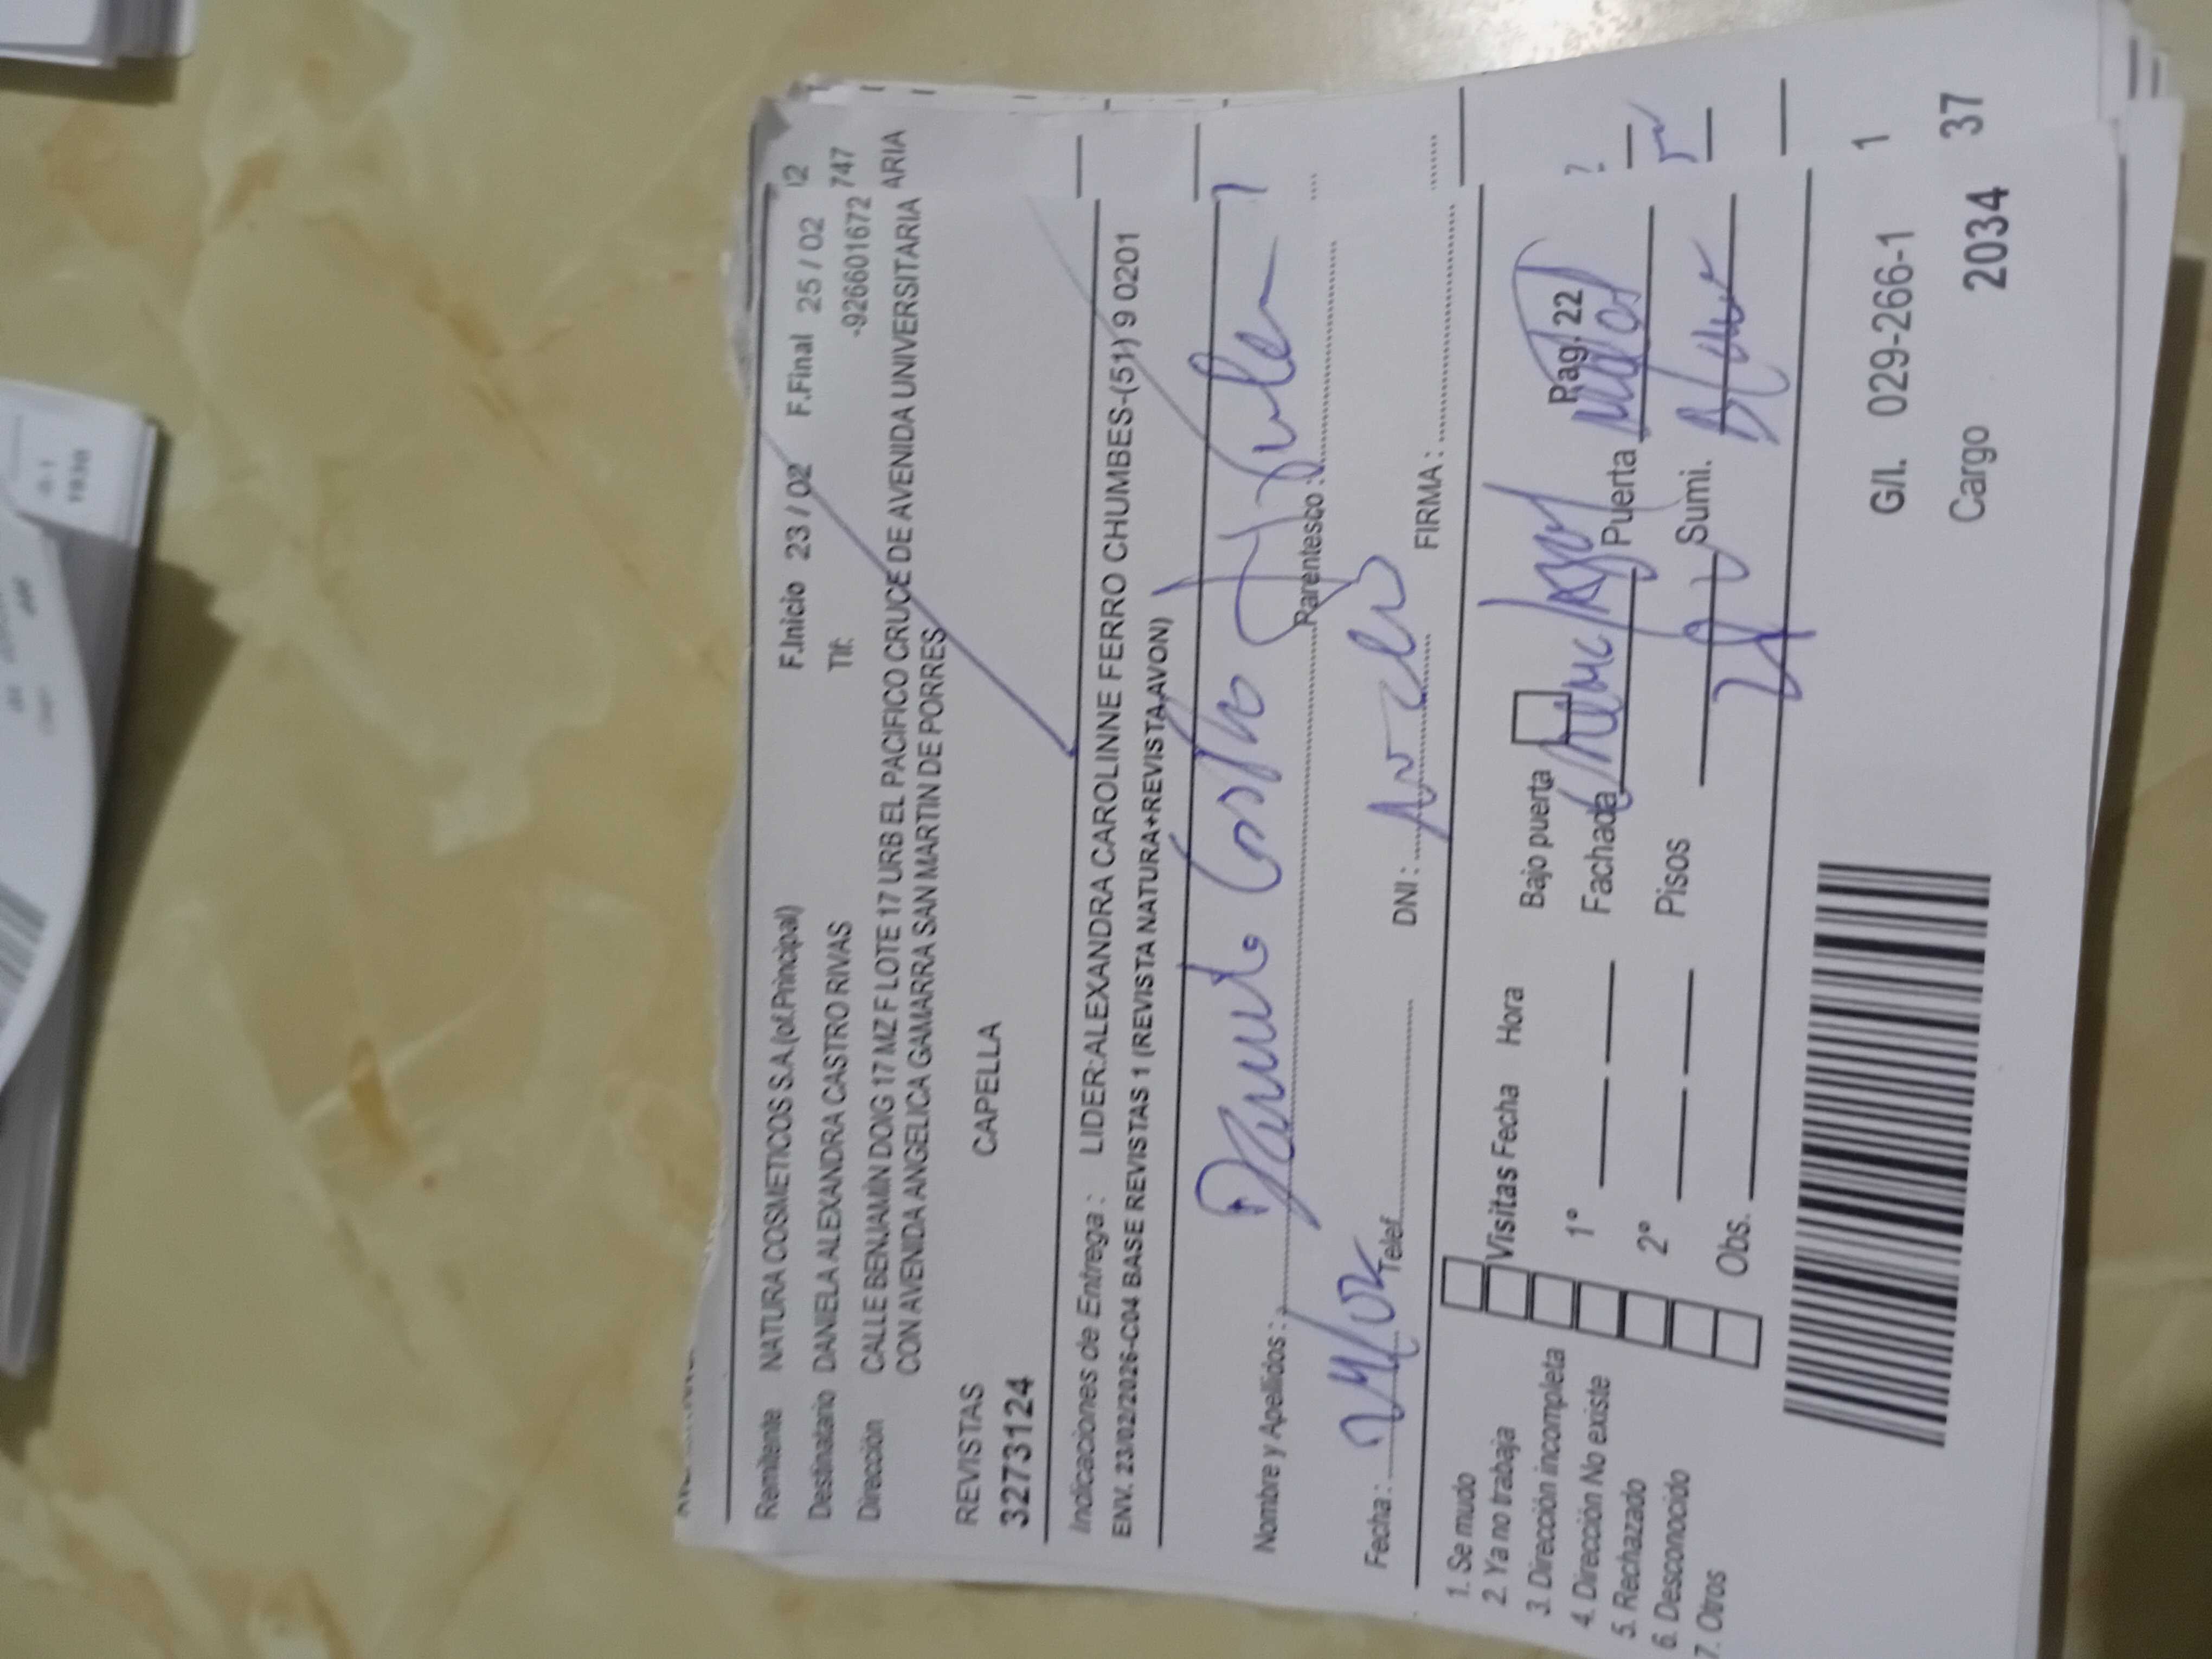 Remitente NATURA COSMETICOS S.A.(of.Principal) F.Inicio 23 / 02 F.Final 25 / 02
Destinatario DANIELA ALEXANDRA CASTRO RIVAS Tlf: -926601672 747
Dirección CALLE BENJAMÍN DOIG 17 MZ F LOTE 17 URB EL PACIFICO CRUCE DE AVENIDA UNIVERSITARIA ARIA
CON AVENIDA ANGELICA GAMARRA SAN MARTIN DE PORRES
REVISTAS CAPELLA
32731124
Indicaciones de Entrega : LIDER:ALEXANDRA CAROLINNE FERRO CHUMBES-(51) 9 0201
ENV. 23/02/2026-C04 BASE REVISTAS 1 (REVISTA NATURA+REVISTA AVON)
Nombre y Apellidos : Parentesco :
Fecha : 24/02 Telef. DNI : FIRMA :
1. Se mudo
2. Ya no trabaja
3. Dirección incompleta
4. Dirección No existe
5. Rechazado
6. Desconocido
7. Otros
Visitas Fecha Hora Bajo puerta Pag. 22
1° Fachada Puerta
2° Pisos Sumi.
Obs.
G/I. 029-266-1 1
Cargo 2034 37